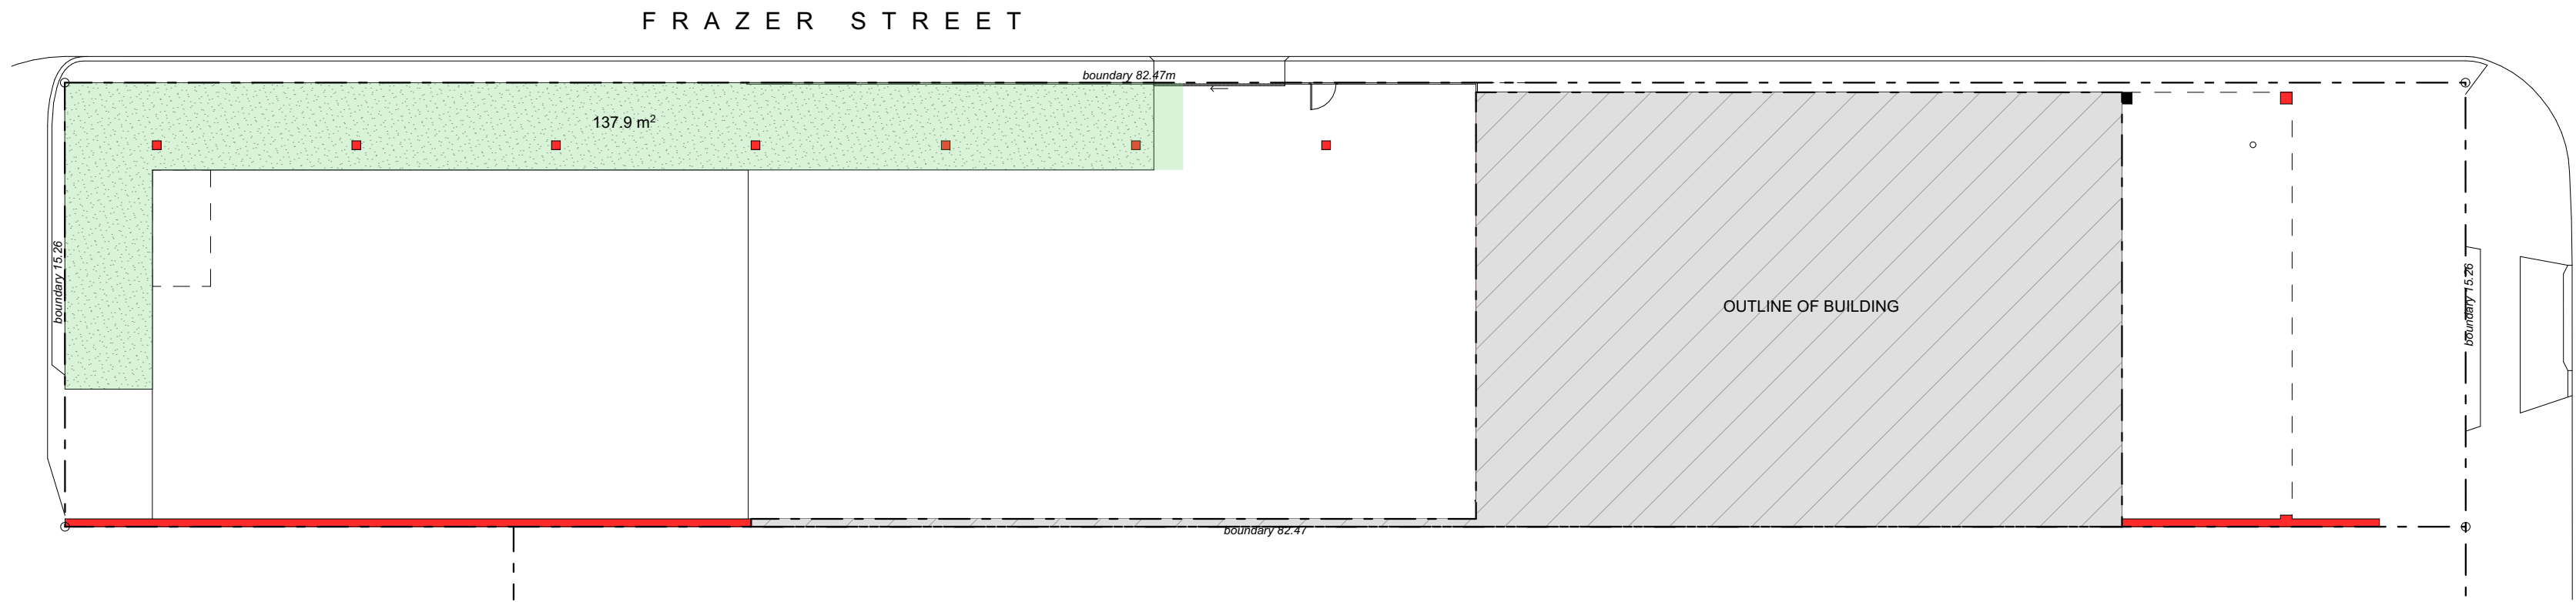 FRAZER STREET
boundary 82.47m
137.9 m²
boundary 15.26
OUTLINE OF BUILDING
boundary 15.26
boundary 82.47